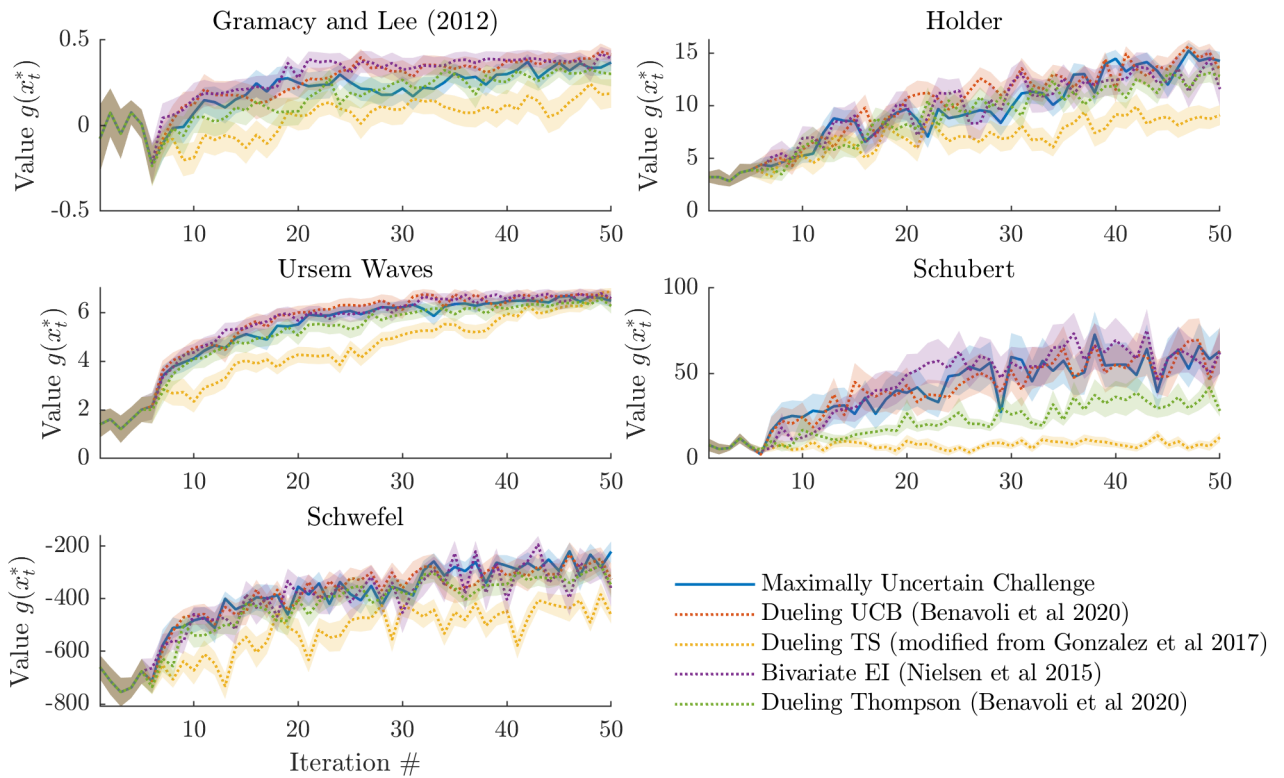 Gramacy and Lee (2012)
Value g(x*t)
0.5
0
-0.5
10 20 30 40 50
Holder
Value g(x*t)
15
10
5
0
10 20 30 40 50
Ursem Waves
Value g(x*t)
6
4
2
0
10 20 30 40 50
Schubert
Value g(x*t)
100
50
0
10 20 30 40 50
Schwefel
Value g(x*t)
-200
-400
-600
-800
10 20 30 40 50
Iteration #
Maximally Uncertain Challenge
Dueling UCB (Benavoli et al 2020)
Dueling TS (modified from Gonzalez et al 2017)
Bivariate EI (Nielsen et al 2015)
Dueling Thompson (Benavoli et al 2020)